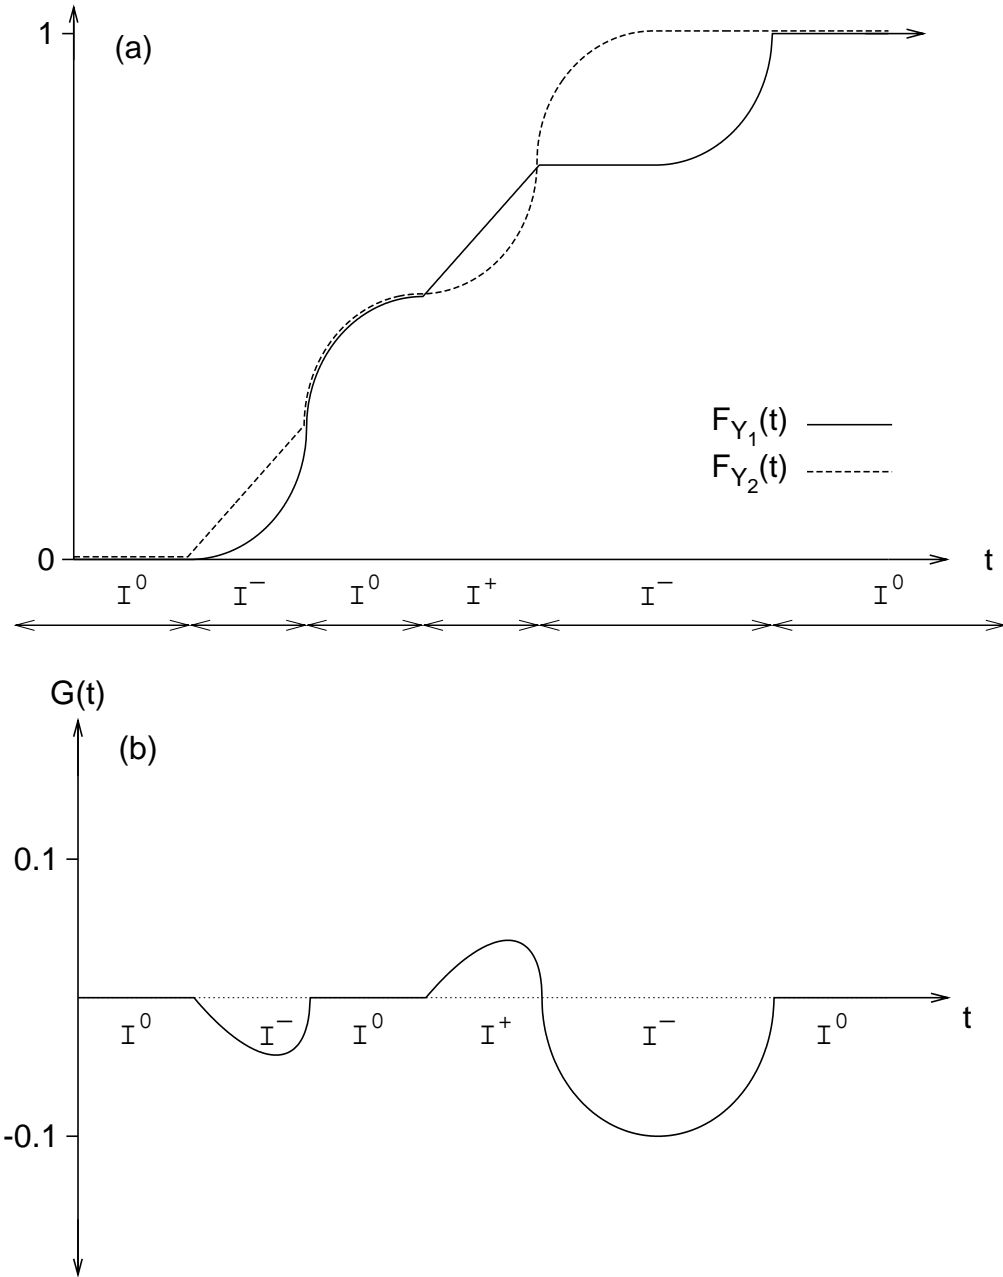 1
(a)
F_{Y_1}(t)
F_{Y_2}(t)
0
t
I^0 I^- I^0 I^+ I^- I^0
G(t)
(b)
0.1
t
I^0 I^- I^0 I^+ I^- I^0
-0.1